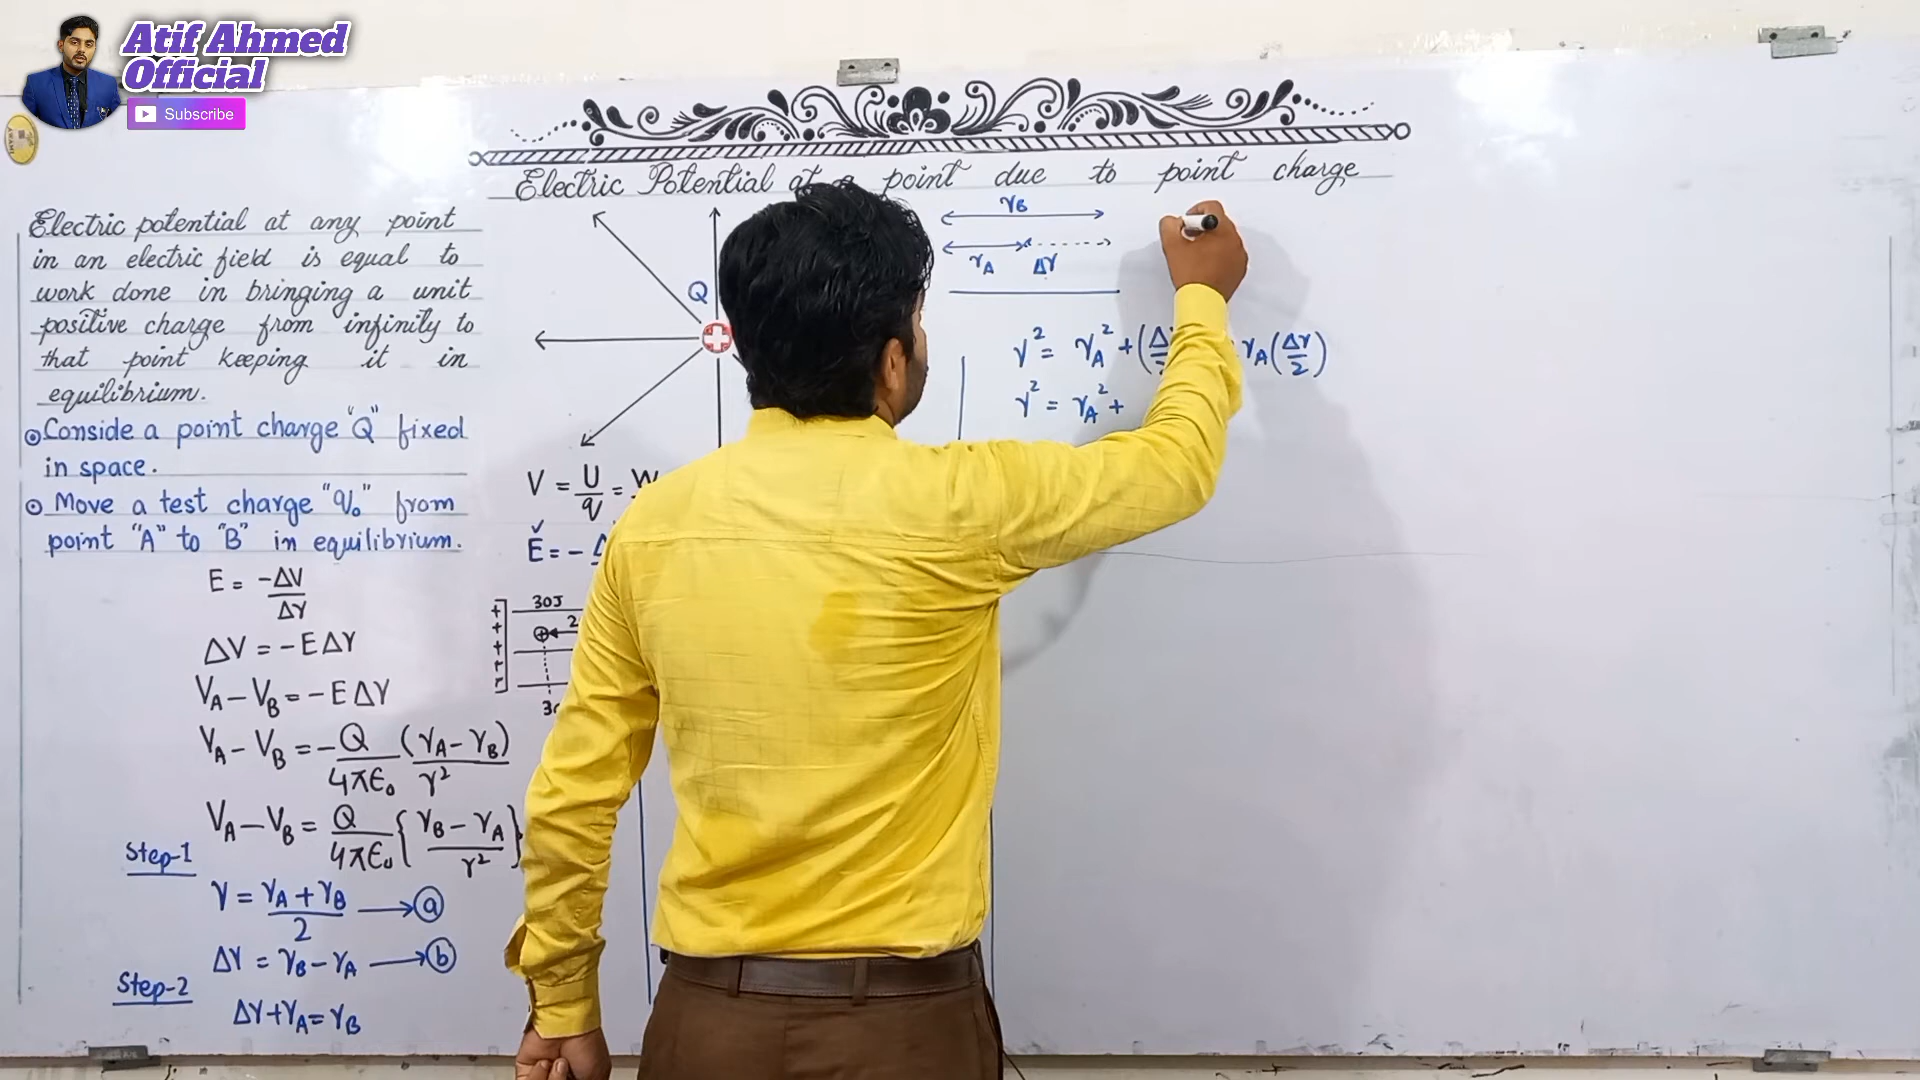 Atif Ahmed
Official
Subscribe
Electric Potential at a point due to point charge
Electric potential at any point
in an electric field is equal to
work done in bringing a unit
positive charge from infinity to
that point keeping it in
equilibrium.
Conside a point charge "Q" fixed
in space.
Move a test charge "q₀" from
point "A" to "B" in equilibrium.
E = -ΔV/Δr
ΔV = -EΔr
V_A - V_B = -EΔr
V_A - V_B = -Q/4πε₀ (r_A - r_B)/r²
Step-1
V_A - V_B = Q/4πε₀ {r_B - r_A/r²}
r = r_A + r_B/2 → ⓐ
Δr = r_B - r_A → ⓑ
Step-2
Δr + r_A = r_B
Q
V = U/q = W
E = -
30J
r_B
r_A Δr
r² = r_A² + (Δ r_A(Δr/2)
r² = r_A² +